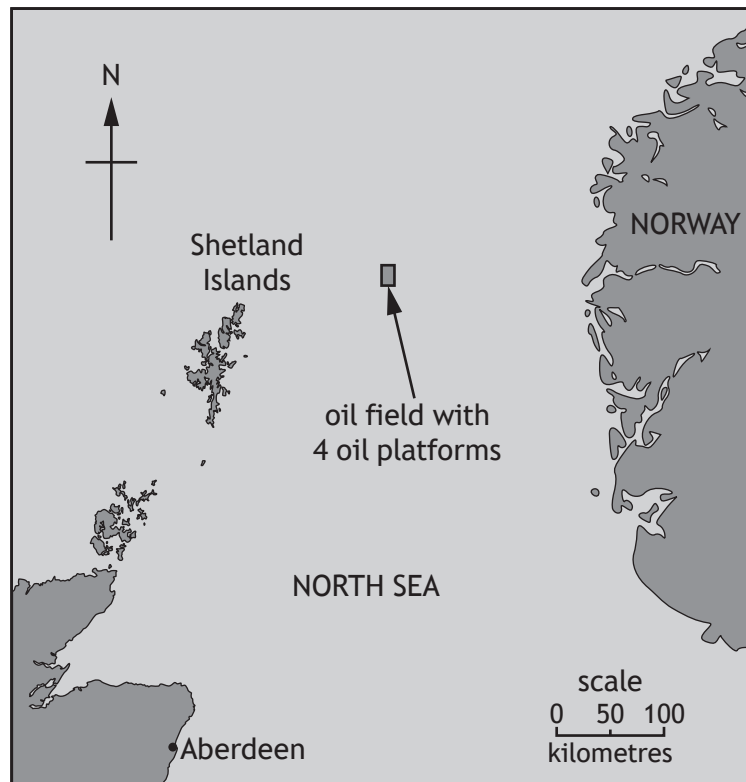 N
NORWAY
Shetland
Islands
oil field with
4 oil platforms
NORTH SEA
scale
0 50 100
kilometres
Aberdeen